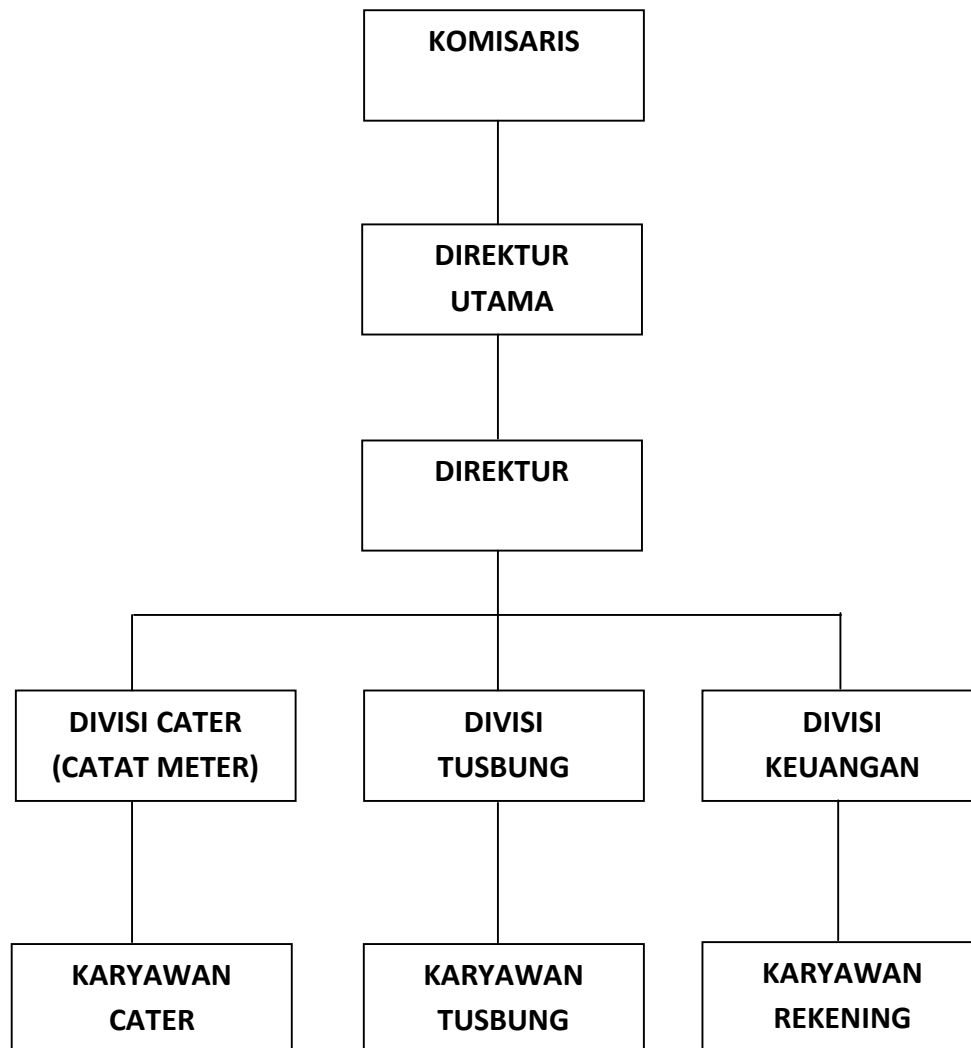 KOMISARIS
DIREKTUR
UTAMA
DIREKTUR
DIVISI CATER
(CATAT METER)
DIVISI
TUSBUNG
DIVISI
KEUANGAN
KARYAWAN
CATER
KARYAWAN
TUSBUNG
KARYAWAN
REKENING